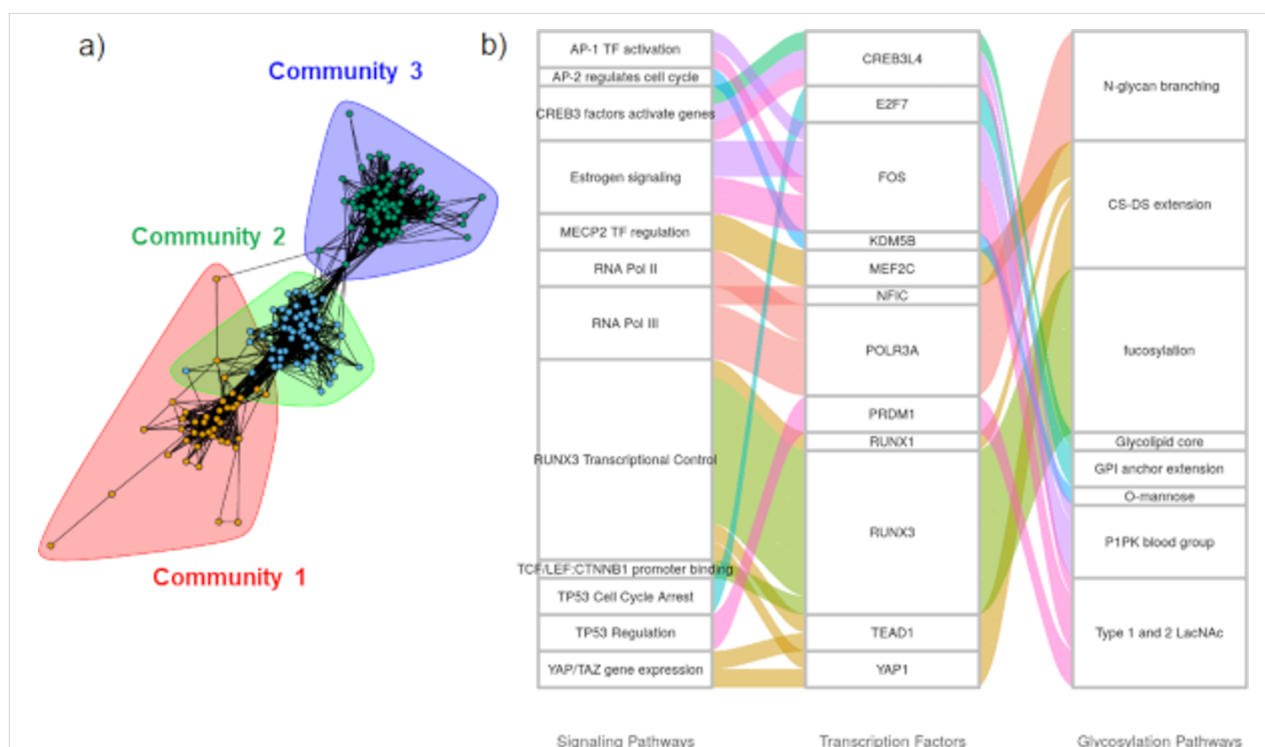 a)
Community 3
Community 2
Community 1
b)
AP-1 TF activation
AP-2 regulates cell cycle
CREB3 factors activate genes
Estrogen signaling
MECP2 TF regulation
RNA Pol II
RNA Pol III
RUNX3 Transcriptional Control
TCF/LEF:CTNNB1 promoter binding
TP53 Cell Cycle Arrest
TP53 Regulation
YAP/TAZ gene expression
Signaling Pathways
CREB3L4
E2F7
FOS
KDM5B
MEF2C
NFIC
POLR3A
PRDM1
RUNX1
RUNX3
TEAD1
YAP1
Transcription Factors
N-glycan branching
CS-DS extension
fucosylation
Glycolipid core
GPI anchor extension
O-mannose
P1PK blood group
Type 1 and 2 LacNAc
Glycosylation Pathways